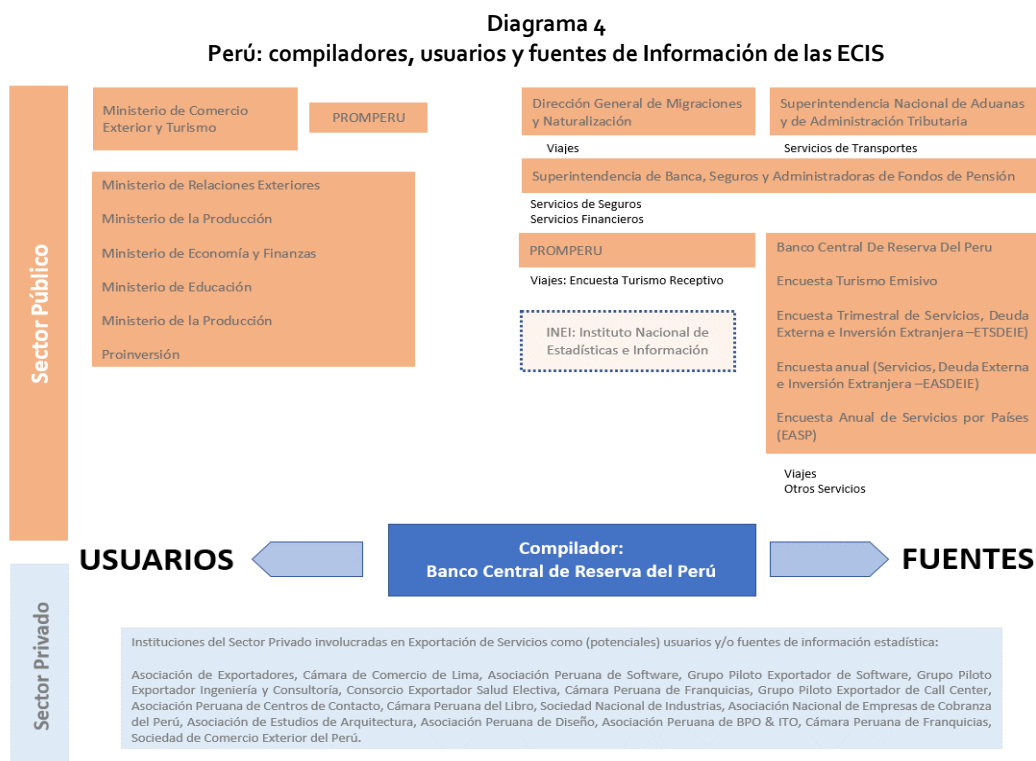 Diagrama 4
Perú: compiladores, usuarios y fuentes de Información de las ECIS
Sector Público
Ministerio de Comercio
Exterior y Turismo
PROMPERU
Ministerio de Relaciones Exteriores
Ministerio de la Producción
Ministerio de Economía y Finanzas
Ministerio de Educación
Ministerio de la Producción
Proinversión
Dirección General de Migraciones
y Naturalización
Viajes
Superintendencia Nacional de Aduanas
y de Administración Tributaria
Servicios de Transportes
Superintendencia de Banca, Seguros y Administradoras de Fondos de Pensión
Servicios de Seguros
Servicios Financieros
PROMPERU
Viajes: Encuesta Turismo Receptivo
INEI: Instituto Nacional de
Estadísticas e Información
Banco Central De Reserva Del Peru
Encuesta Turismo Emisivo
Encuesta Trimestral de Servicios, Deuda
Externa e Inversión Extranjera –ETSDEIE)
Encuesta anual (Servicios, Deuda Externa
e Inversión Extranjera –EASDEIE)
Encuesta Anual de Servicios por Países
(EASP)
Viajes
Otros Servicios
USUARIOS
Compilador:
Banco Central de Reserva del Perú
FUENTES
Sector Privado
Instituciones del Sector Privado involucradas en Exportación de Servicios como (potenciales) usuarios y/o fuentes de información estadística:
Asociación de Exportadores, Cámara de Comercio de Lima, Asociación Peruana de Software, Grupo Piloto Exportador de Software, Grupo Piloto
Exportador Ingeniería y Consultoría, Consorcio Exportador Salud Electiva, Cámara Peruana de Franquicias, Grupo Piloto Exportador de Call Center,
Asociación Peruana de Centros de Contacto, Cámara Peruana del Libro, Sociedad Nacional de Industrias, Asociación Nacional de Empresas de Cobranza
del Perú, Asociación de Estudios de Arquitectura, Asociación Peruana de Diseño, Asociación Peruana de BPO & ITO, Cámara Peruana de Franquicias,
Sociedad de Comercio Exterior del Perú.